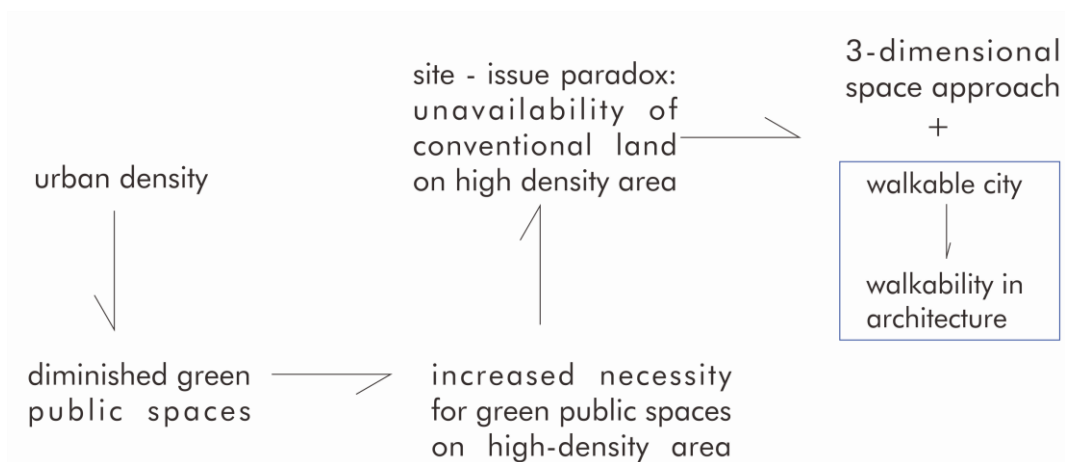 urban density
diminished green
public spaces
increased necessity
for green public spaces
on high-density area
site - issue paradox:
unavailability of
conventional land
on high density area
3-dimensional
space approach
+
walkable city
walkability in
architecture